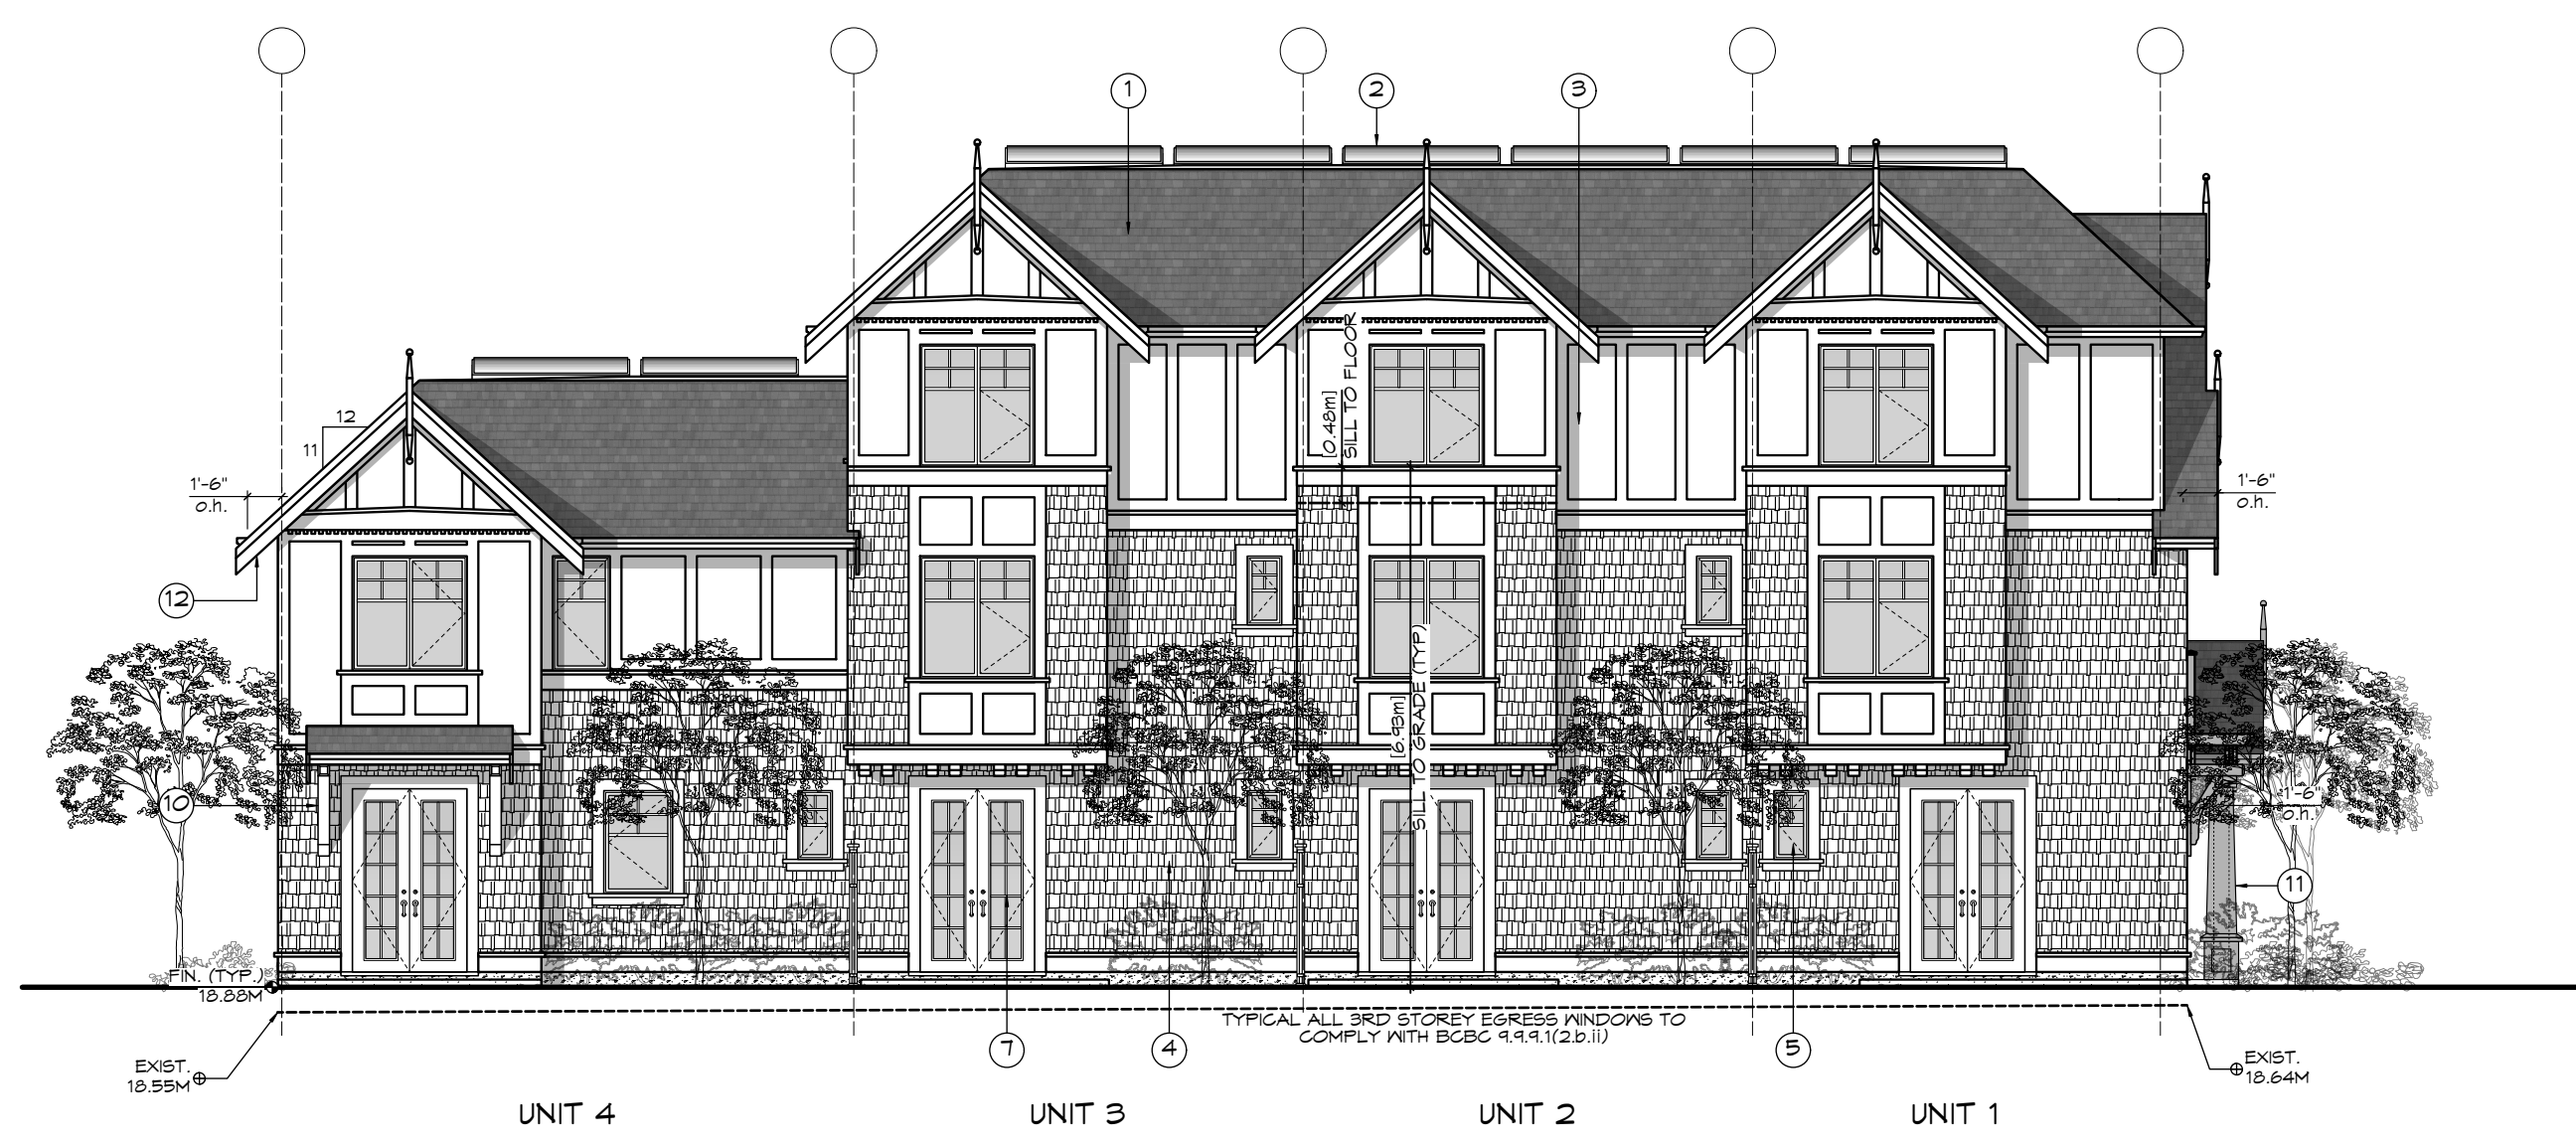 1
2
3
12
11
1'-6"
O.H.
[0.48m]
SILL TO FLOOR
1'-6"
O.H.
12
[6.93m]
SILL TO GRADE (TYP)
10
1'-6"
O.H.
11
FIN. (TYP.)
18.88M
TYPICAL ALL 3RD STOREY EGRESS WINDOWS TO
COMPLY WITH BCBC 9.9.9.1(2.b.ii)
7
4
5
EXIST.
18.55M
EXIST.
18.64M
UNIT 4
UNIT 3
UNIT 2
UNIT 1